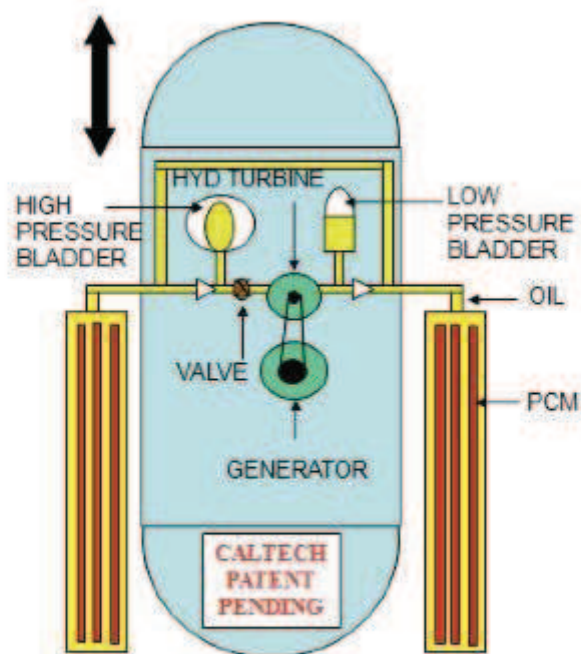 HYD TURBINE
HIGH
PRESSURE
BLADDER
LOW
PRESSURE
BLADDER
OIL
VALVE
PCM
GENERATOR
CALTECH
PATENT
PENDING